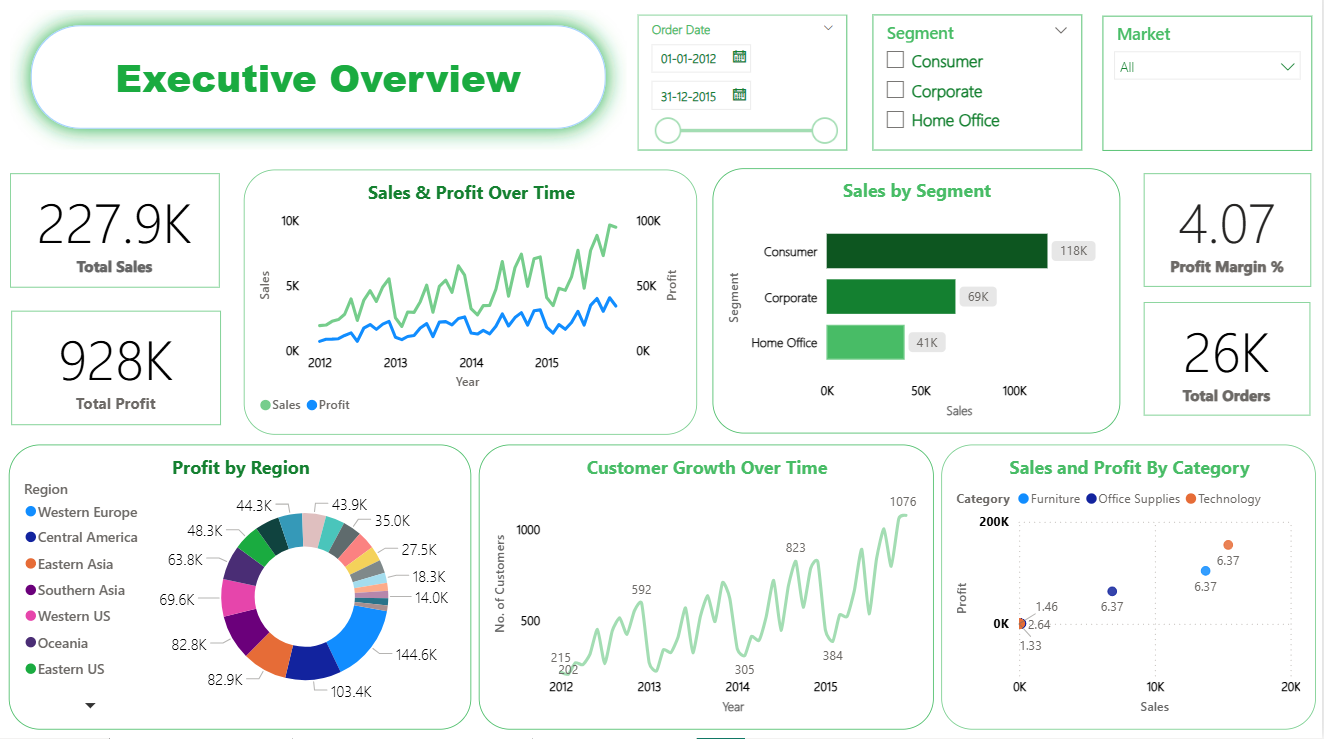 Executive Overview
Order Date
01-01-2012
31-12-2015
Segment
Consumer
Corporate
Home Office
Market
All
227.9K
Total Sales
928K
Total Profit
Sales & Profit Over Time
10K
5K
0K
Sales
100K
50K
0K
Profit
2012 2013 2014 2015
Year
Sales Profit
Sales by Segment
Segment
Consumer 118K
Corporate 69K
Home Office 41K
0K 50K 100K
Sales
4.07
Profit Margin %
26K
Total Orders
Profit by Region
Region
Western Europe
Central America
Eastern Asia
Southern Asia
Western US
Oceania
Eastern US
44.3K
43.9K
48.3K
35.0K
63.8K
27.5K
18.3K
69.6K
14.0K
82.8K
144.6K
82.9K
103.4K
Customer Growth Over Time
No. of Customers
1000
500
215
202
592
305
823
384
1076
2012 2013 2014 2015
Year
Sales and Profit By Category
Category Furniture Office Supplies Technology
200K
0K
Profit
6.37
6.37
6.37
1.46
2.64
1.33
0K 10K 20K
Sales